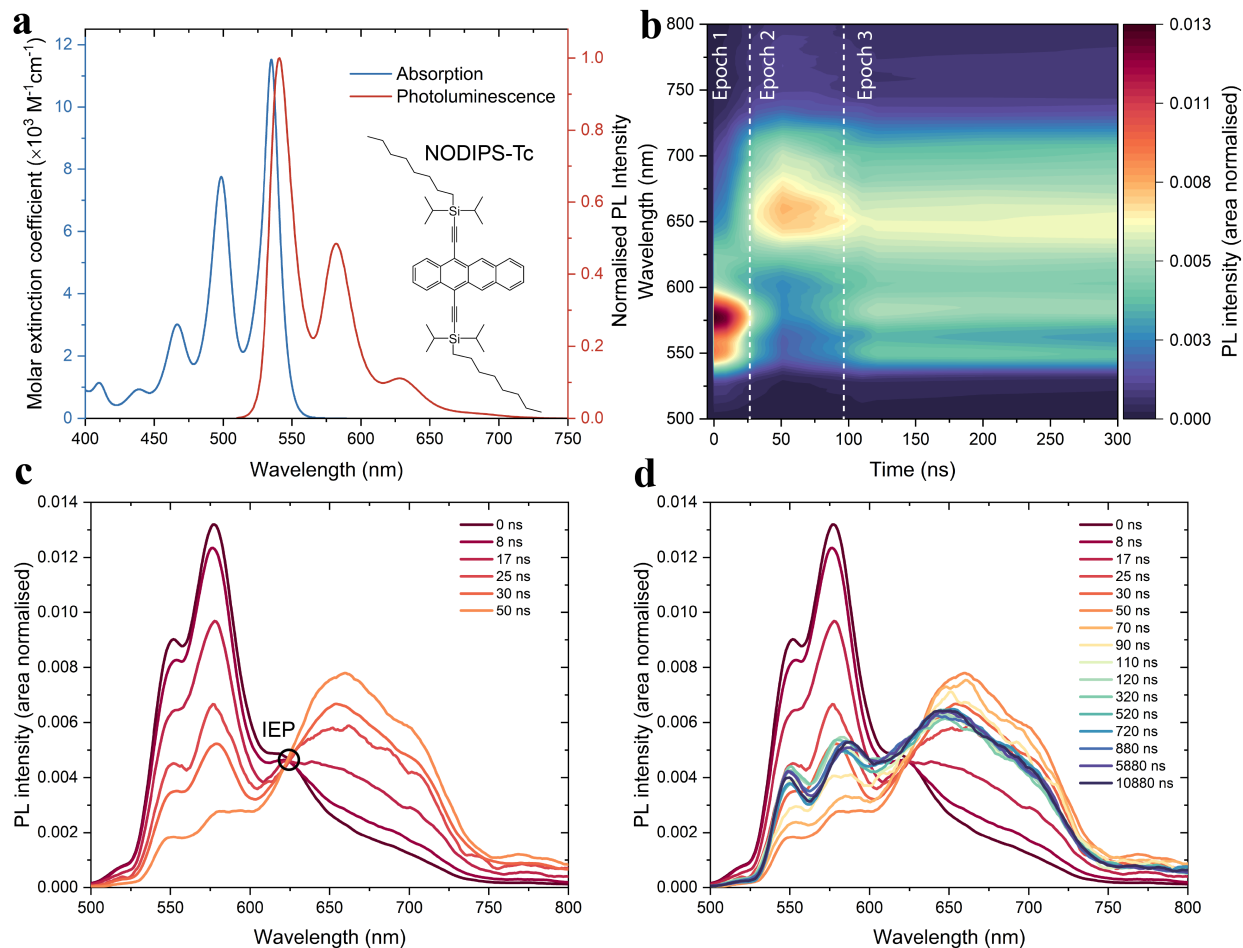 a
Molar extinction coefficient (×10³ M⁻¹cm⁻¹)
12
10
8
6
4
2
0
Absorption
Photoluminescence
NODIPS-Tc
Si
Si
1.0
0.8
0.6
0.4
0.2
0.0
Normalised PL Intensity
400 450 500 550 600 650 700 750
Wavelength (nm)
b
Wavelength (nm)
800
750
700
650
600
550
500
Epoch 1
Epoch 2
Epoch 3
0 50 100 150 200 250 300
Time (ns)
0.013
0.011
0.008
0.005
0.003
0.000
PL intensity (area normalised)
c
PL intensity (area normalised)
0.014
0.012
0.010
0.008
0.006
0.004
0.002
0.000
0 ns
8 ns
17 ns
25 ns
30 ns
50 ns
IEP
500 550 600 650 700 750 800
Wavelength (nm)
d
PL intensity (area normalised)
0.014
0.012
0.010
0.008
0.006
0.004
0.002
0.000
0 ns
8 ns
17 ns
25 ns
30 ns
50 ns
70 ns
90 ns
110 ns
120 ns
320 ns
520 ns
720 ns
880 ns
5880 ns
10880 ns
500 550 600 650 700 750 800
Wavelength (nm)